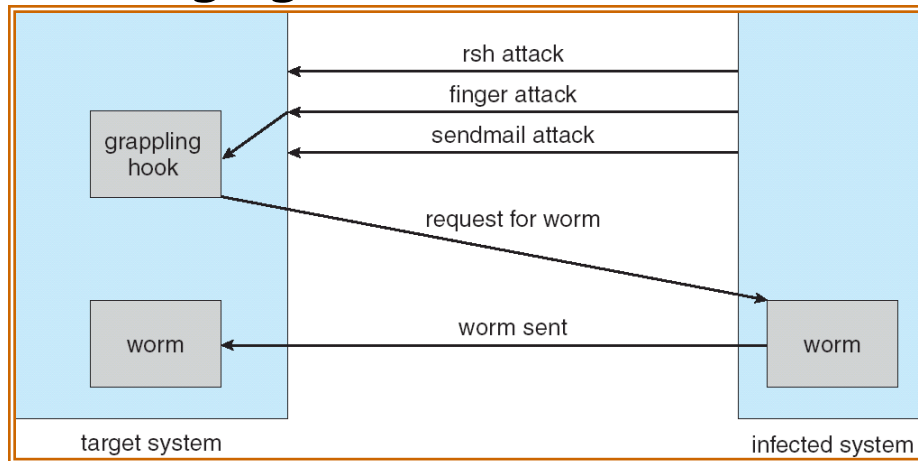 rsh attack
finger attack
sendmail attack
grappling
hook
request for worm
worm sent
worm
worm
target system
infected system